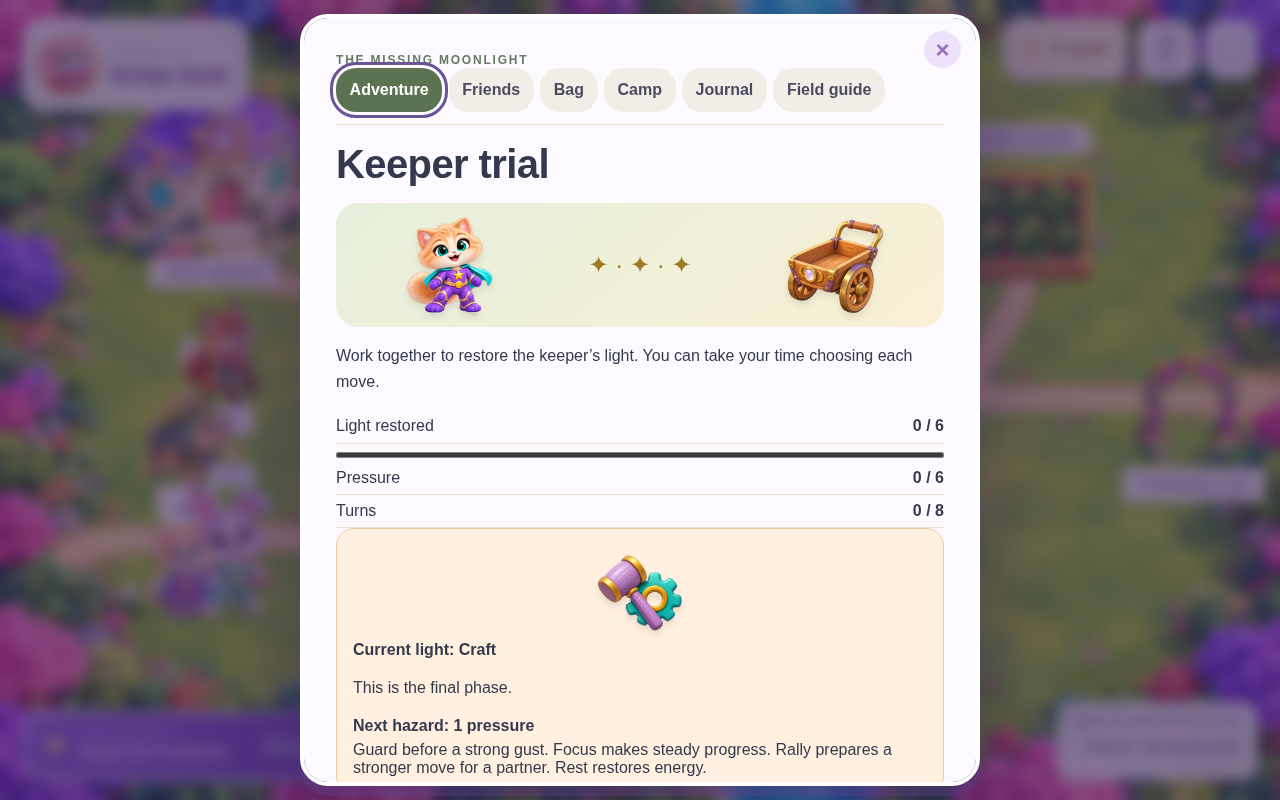 THE MISSING MOONLIGHT
Adventure Friends Bag Camp Journal Field guide
Keeper trial
Work together to restore the keeper’s light. You can take your time choosing each
move.
Light restored 0 / 6
Pressure 0 / 6
Turns 0 / 8
Current light: Craft
This is the final phase.
Next hazard: 1 pressure
Guard before a strong gust. Focus makes steady progress. Rally prepares a
stronger move for a partner. Rest restores energy.